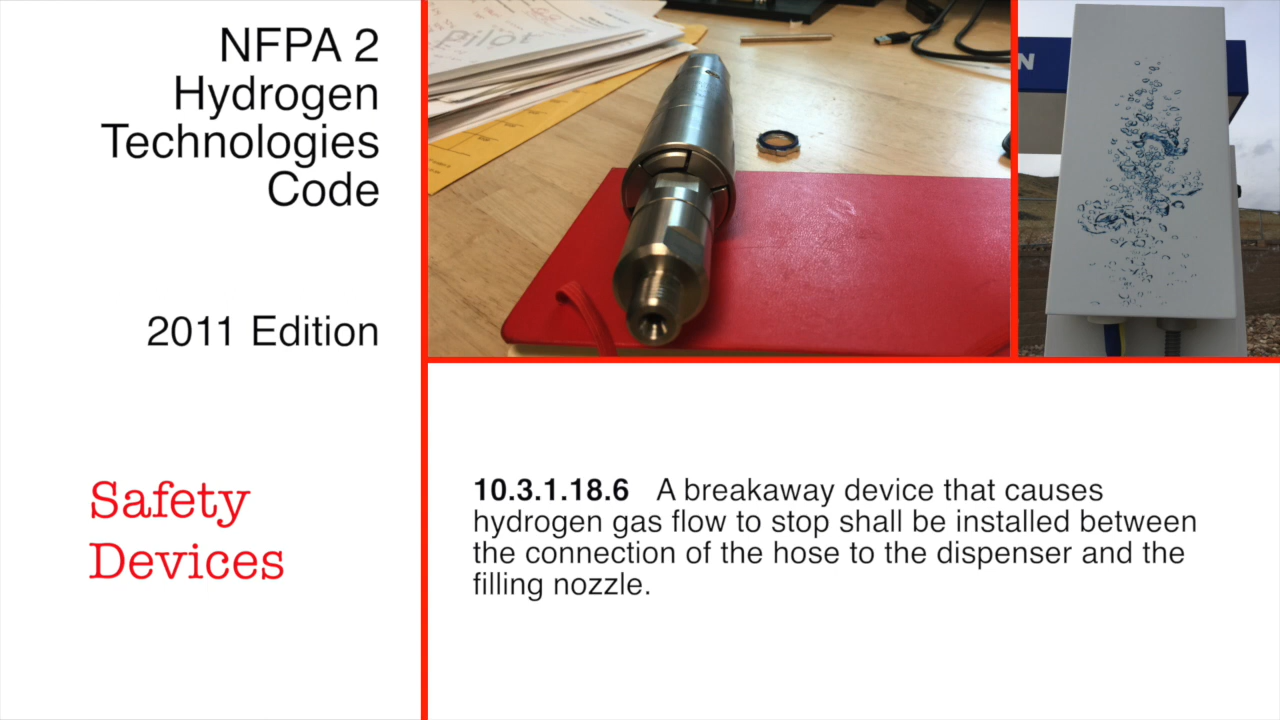 NFPA 2
Hydrogen
Technologies
Code
2011 Edition
Safety
Devices
pilot
N
10.3.1.18.6 A breakaway device that causes
hydrogen gas flow to stop shall be installed between
the connection of the hose to the dispenser and the
filling nozzle.